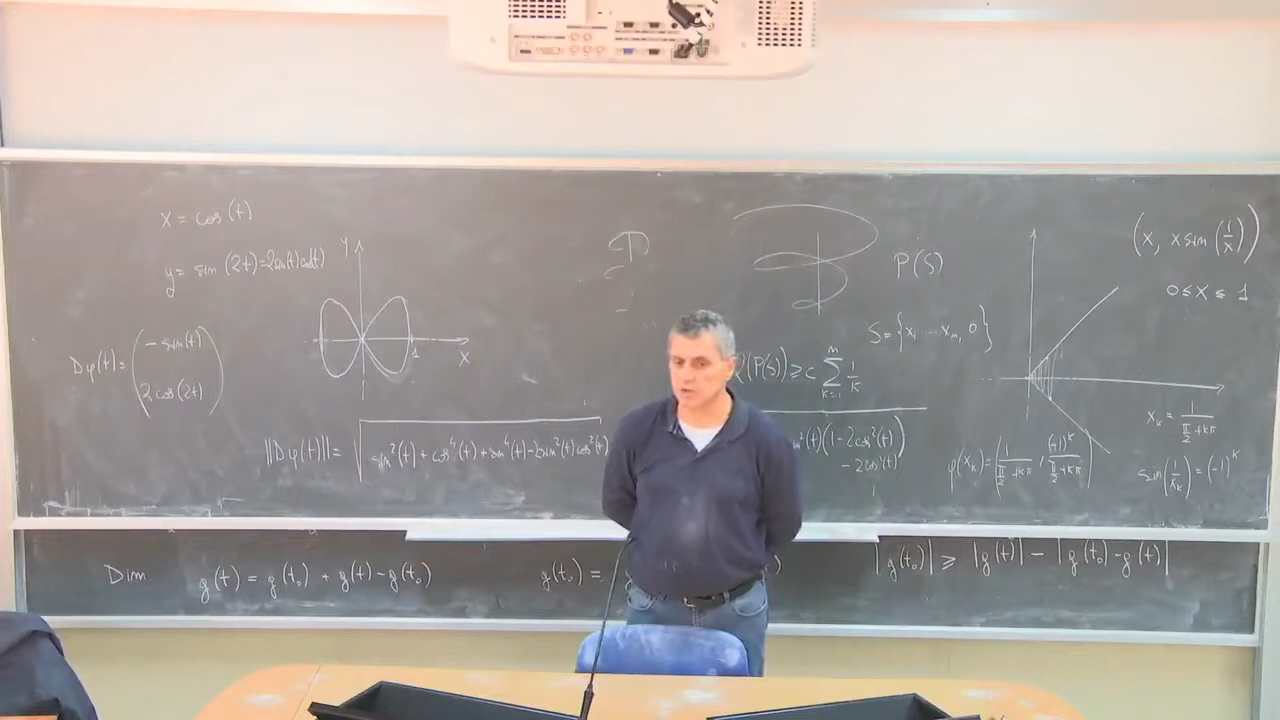 x = cos(t)
y = sin(2t) = 2sin(t)cos(t)
Dφ(t) = ( -sin(t)
2cos(2t) )
y
1
x
||Dφ(t)|| = √ sin²(t) + cos⁴(t) + sin⁴(t) - 2sin²(t)cos²(t)
(t)(1-2cos²(t))
P(S)
S = {x₁ ... xₘ, 0}
(P(S)) ≥ c ∑ₖ₌₁ᵐ 1/k
(x, x sin(1/x))
0 ≤ x ≤ 1
xₖ = 1/(π/2 + kπ)
φ(xₖ) = (1/(π/2 + kπ), (-1)ᵏ/(π/2 + kπ))
sin(1/xₖ) = (-1)ᵏ
Dim
g(t) = g(t₀) + g(t) - g(t₀)
g(t₀) =
|g(t₀)| ≥ |g(t)| - |g(t₀) - g(t)|